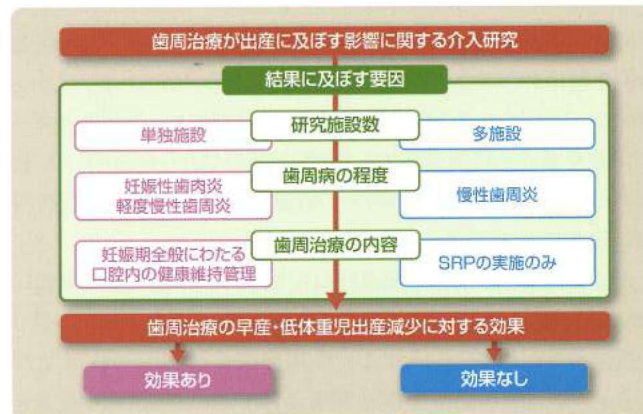 歯周治療が出産に及ぼす影響に関する介入研究
結果に及ぼす要因
単独施設
研究施設数
多施設
妊娠性歯肉炎
軽度慢性歯周炎
歯周病の程度
慢性歯周炎
妊娠期全般にわたる
口腔内の健康維持管理
歯周治療の内容
SRPの実施のみ
歯周治療の早産・低体重児出産減少に対する効果
効果あり
効果なし